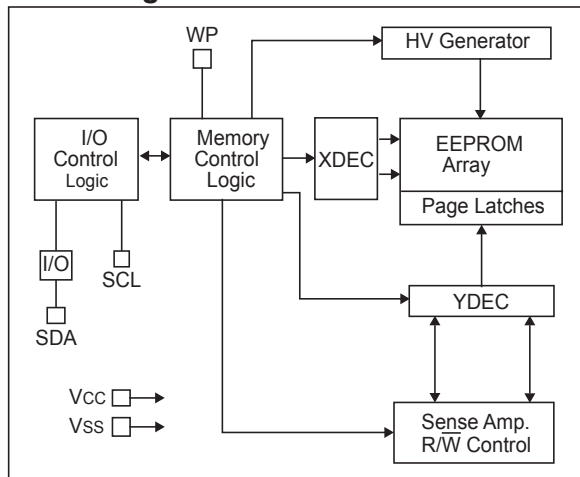 WP
HV Generator
I/O
Control
Logic
Memory
Control
Logic
XDEC
EEPROM
Array
Page Latches
I/O
SCL
SDA
YDEC
VCC
VSS
Sense Amp.
R/W̅ Control